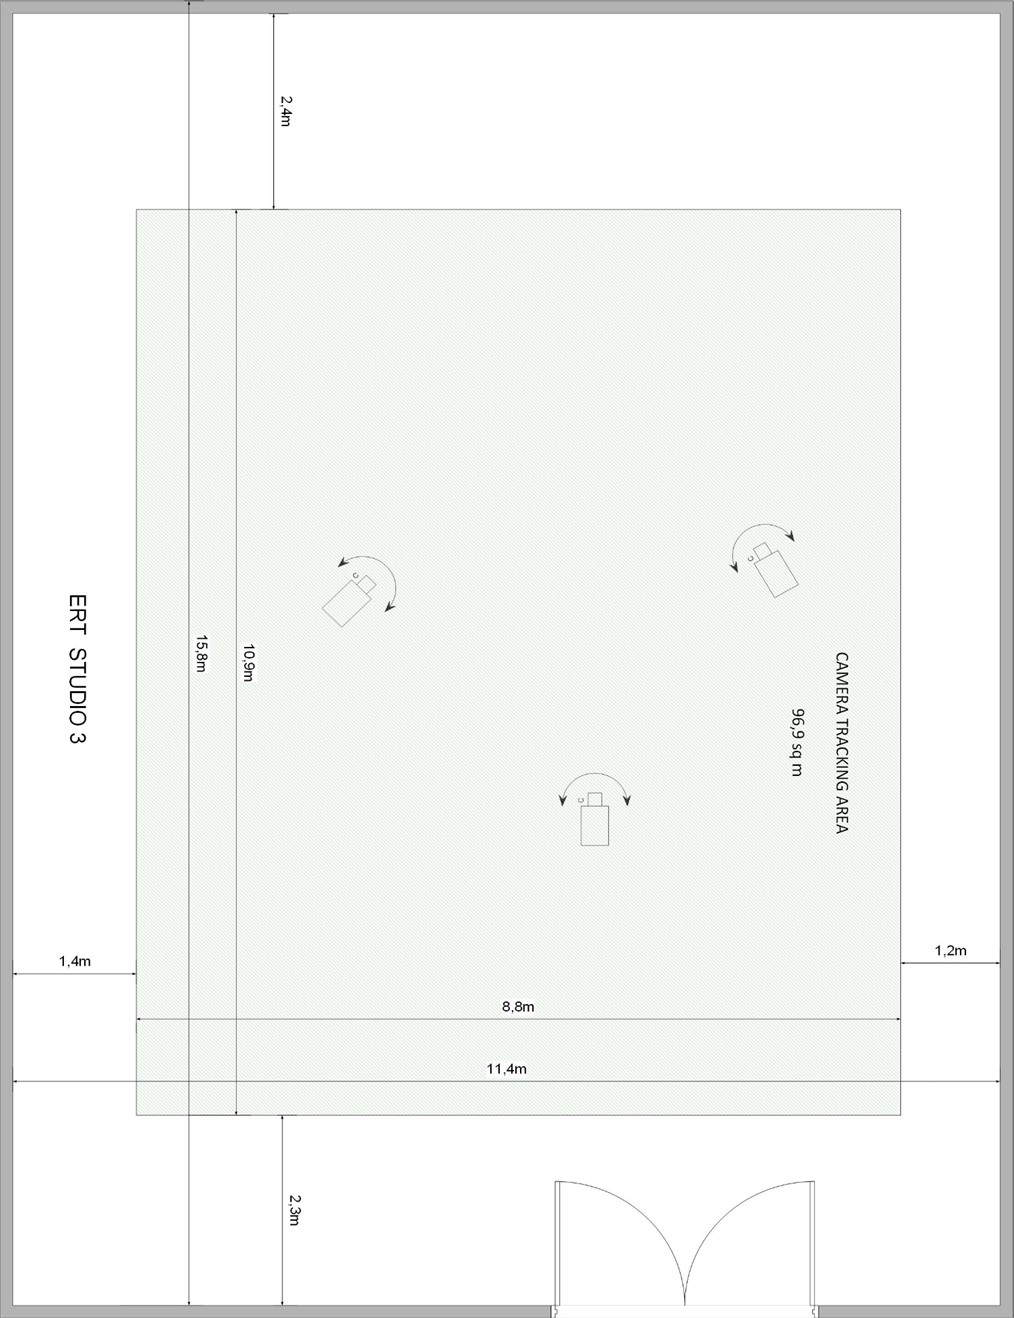 2,4m
ERT STUDIO 3
15,8m
10,9m
CAMERA TRACKING AREA
96,9 sq m
1,4m
1,2m
8,8m
11,4m
2,3m